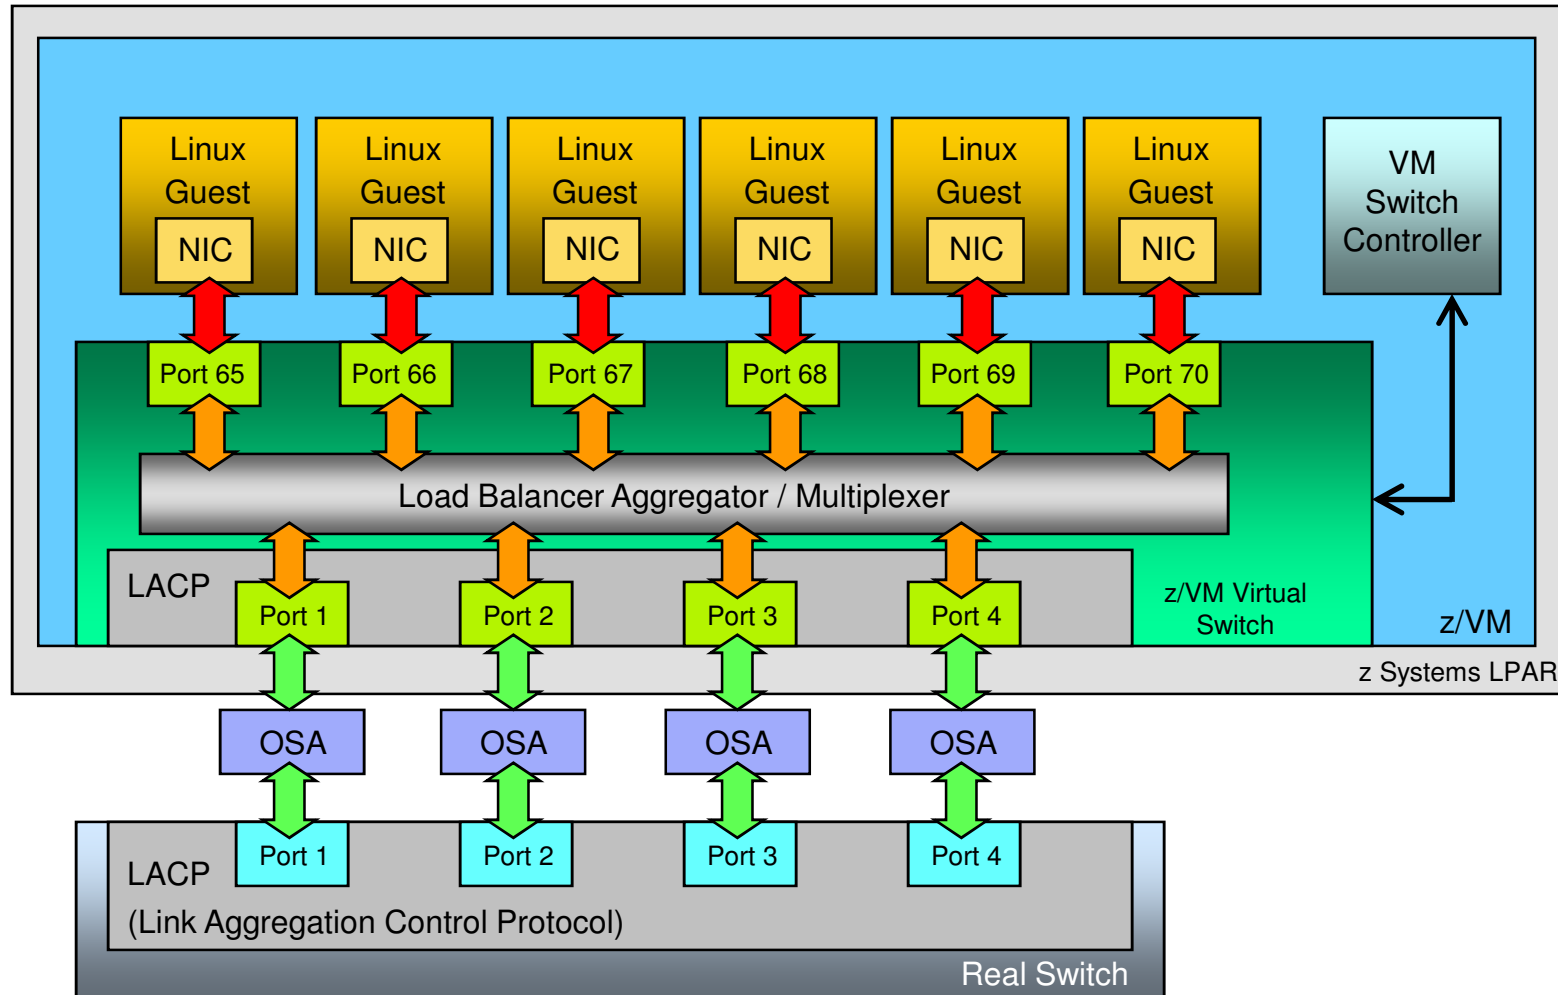 Linux
Guest
NIC
Linux
Guest
NIC
Linux
Guest
NIC
Linux
Guest
NIC
Linux
Guest
NIC
Linux
Guest
NIC
VM
Switch
Controller
Port 65
Port 66
Port 67
Port 68
Port 69
Port 70
Load Balancer Aggregator / Multiplexer
LACP
Port 1
Port 2
Port 3
Port 4
z/VM Virtual
Switch
z/VM
z Systems LPAR
OSA
OSA
OSA
OSA
Port 1
Port 2
Port 3
Port 4
LACP
(Link Aggregation Control Protocol)
Real Switch